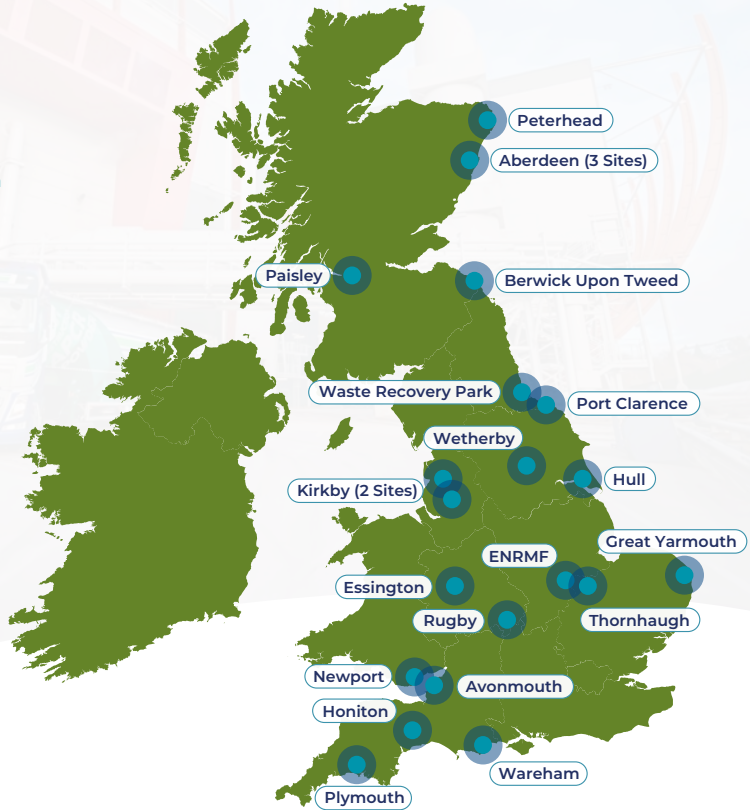 Peterhead
Aberdeen (3 Sites)
Paisley
Berwick Upon Tweed
Waste Recovery Park
Port Clarence
Wetherby
Hull
Kirkby (2 Sites)
Great Yarmouth
ENRMF
Essington
Thornhaugh
Rugby
Newport
Avonmouth
Honiton
Wareham
Plymouth